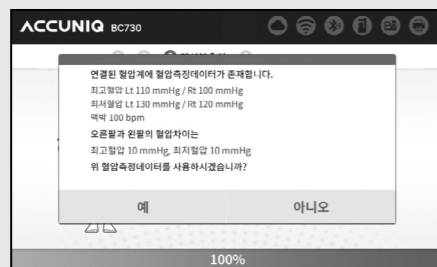 ACCUNIQ BC730
연결된 혈압계에 혈압측정데이터가 존재합니다.
최고혈압 Lt 110 mmHg / Rt 100 mmHg
최저혈압 Lt 130 mmHg / Rt 120 mmHg
맥박 100 bpm
오른팔과 왼팔의 혈압차이는
최고혈압 10 mmHg, 최저혈압 10 mmHg
위 혈압측정데이터를 사용하시겠습니까?
예 아니오
100%